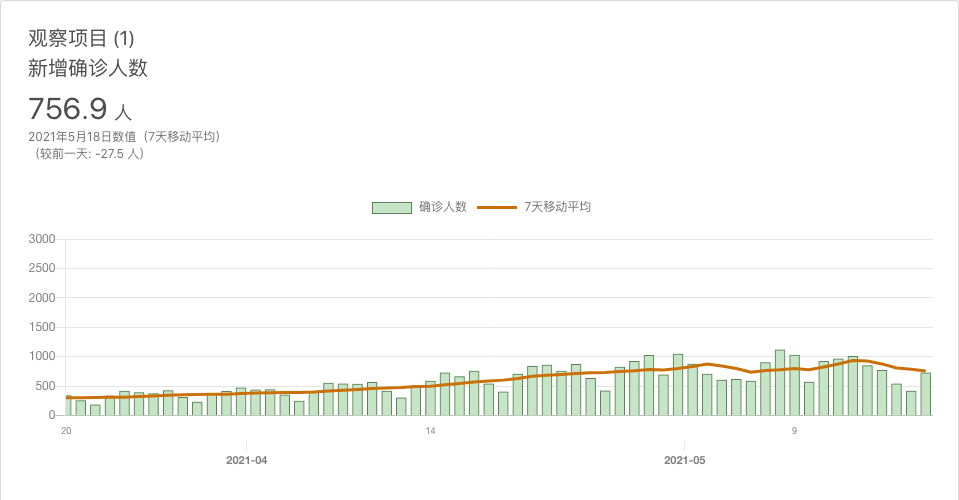 观察项目 (1)
新增确诊人数
756.9 人
2021年5月18日数值（7天移动平均）
（较前一天: -27.5 人）
确诊人数 7天移动平均
3000
2500
2000
1500
1000
500
0
20 14 9
2021-04 2021-05